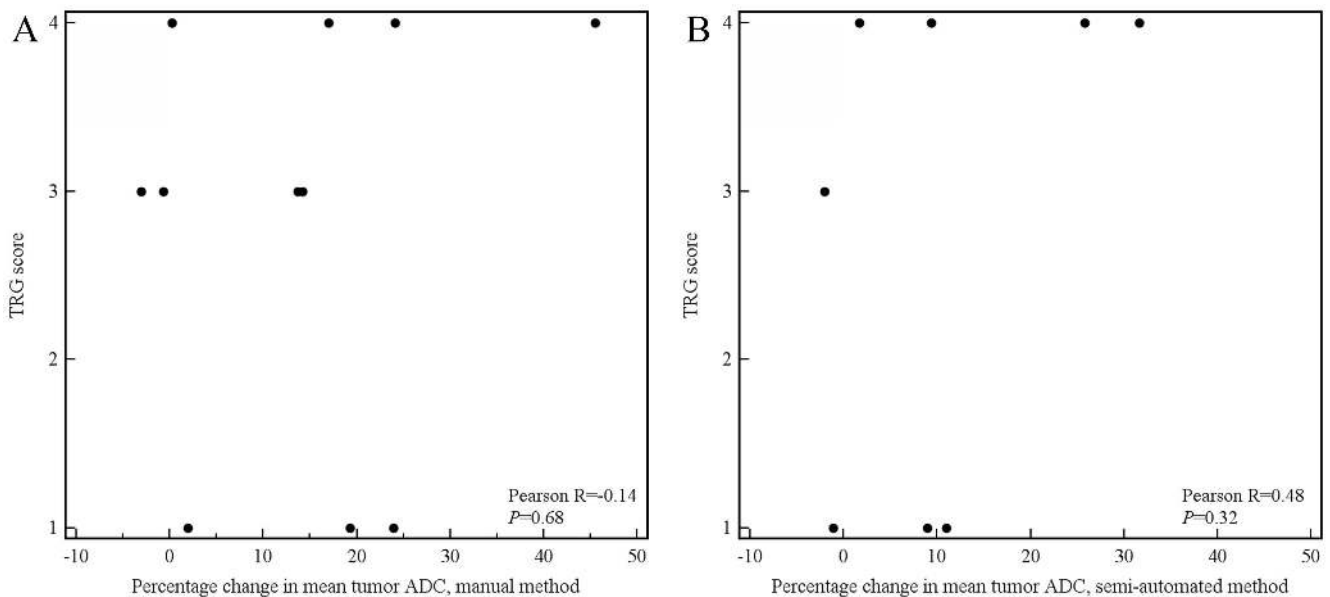 A
4
3
2
1
TRG score
-10 0 10 20 30 40 50
Percentage change in mean tumor ADC, manual method
Pearson R=-0.14
P=0.68
B
4
3
2
1
TRG score
-10 0 10 20 30 40 50
Percentage change in mean tumor ADC, semi-automated method
Pearson R=0.48
P=0.32